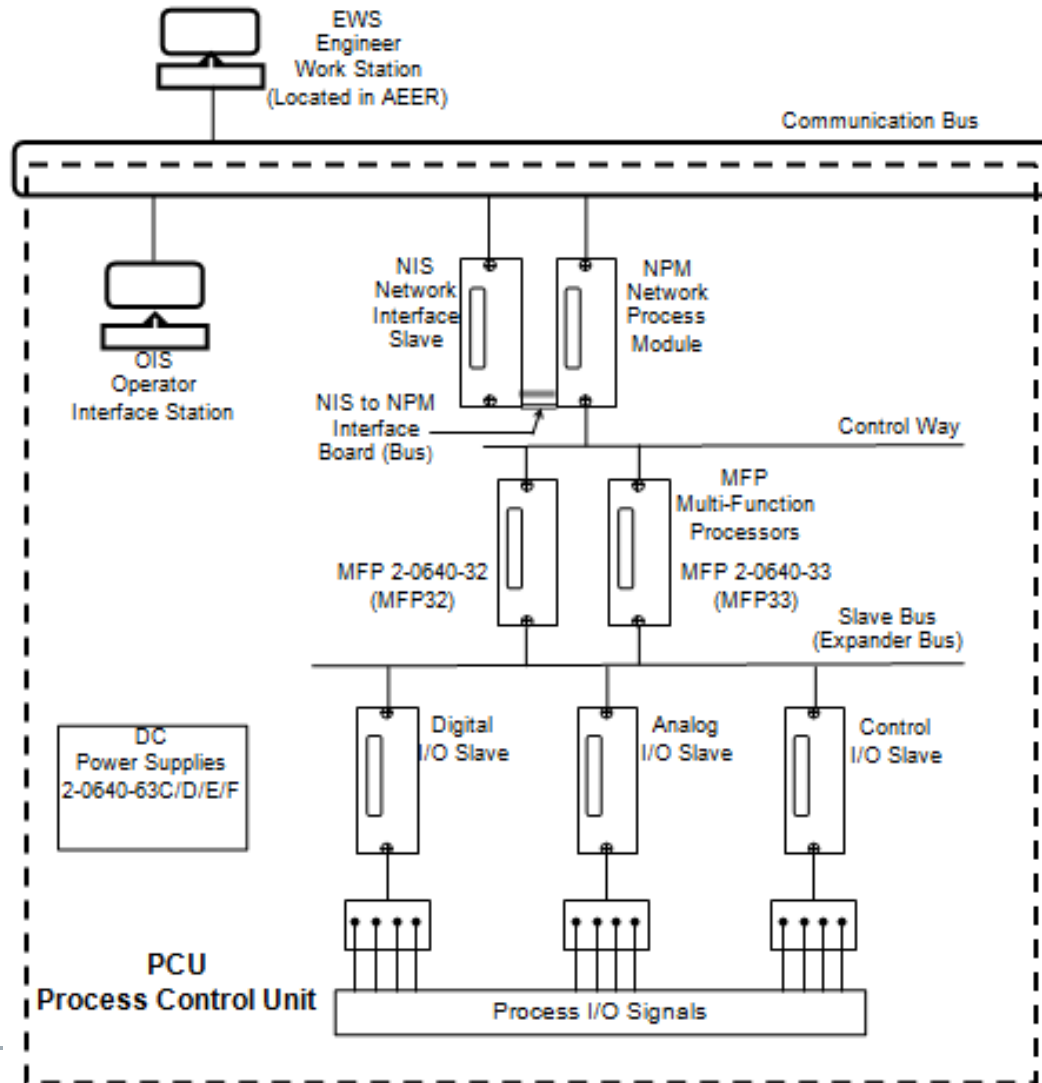 EWS
Engineer
Work Station
(Located in AEER)
Communication Bus
NIS
Network
Interface
Slave
NPM
Network
Process
Module
OIS
Operator
Interface Station
NIS to NPM
Interface
Board (Bus)
Control Way
MFP
Multi-Function
Processors
MFP 2-0640-32
(MFP32)
MFP 2-0640-33
(MFP33)
Slave Bus
(Expander Bus)
DC
Power Supplies
2-0640-63C/D/E/F
Digital
I/O Slave
Analog
I/O Slave
Control
I/O Slave
PCU
Process Control Unit
Process I/O Signals